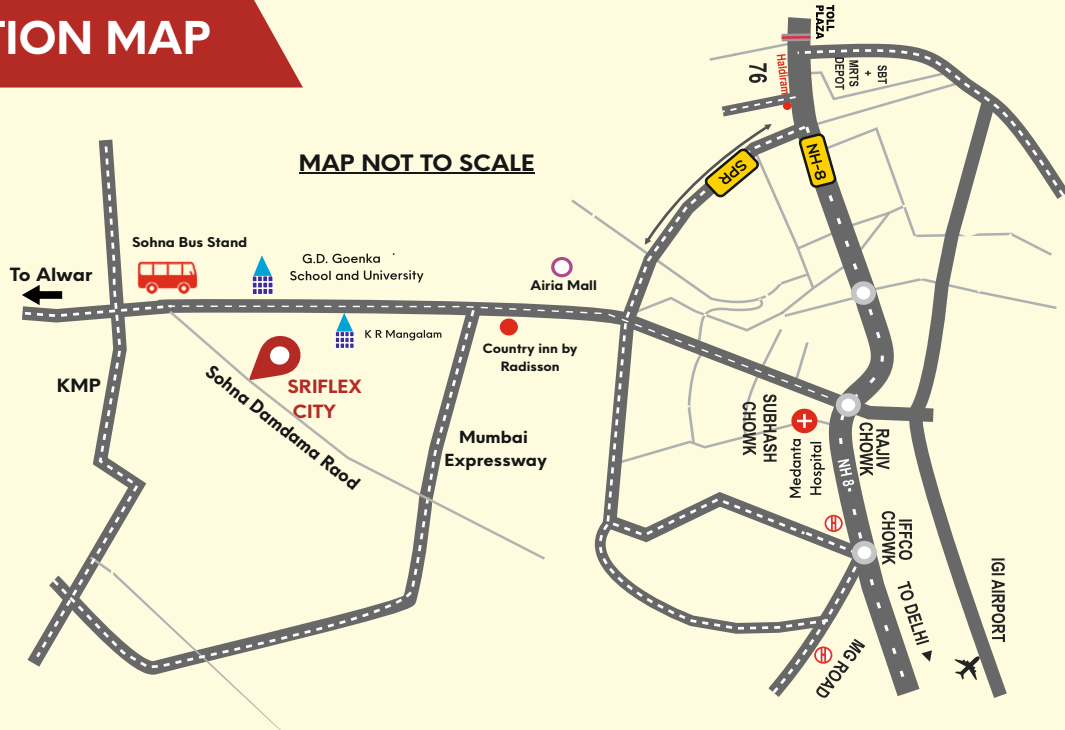 TION MAP
MAP NOT TO SCALE
TOLL
PLAZA
76
Haldiram
SBT
+
MRTS
DEPOT
SPR
NH-8
Sohna Bus Stand
To Alwar
G.D. Goenka
School and University
Airia Mall
K R Mangalam
Country inn by
Radisson
KMP
SRIFLEX
CITY
Sohna Damdama Raod
Mumbai
Expressway
SUBHASH
CHOWK
Medanta
Hospital
RAJIV
CHOWK
NH 8-
IFFCO
CHOWK
TO DELHI
IGI AIRPORT
MG ROAD